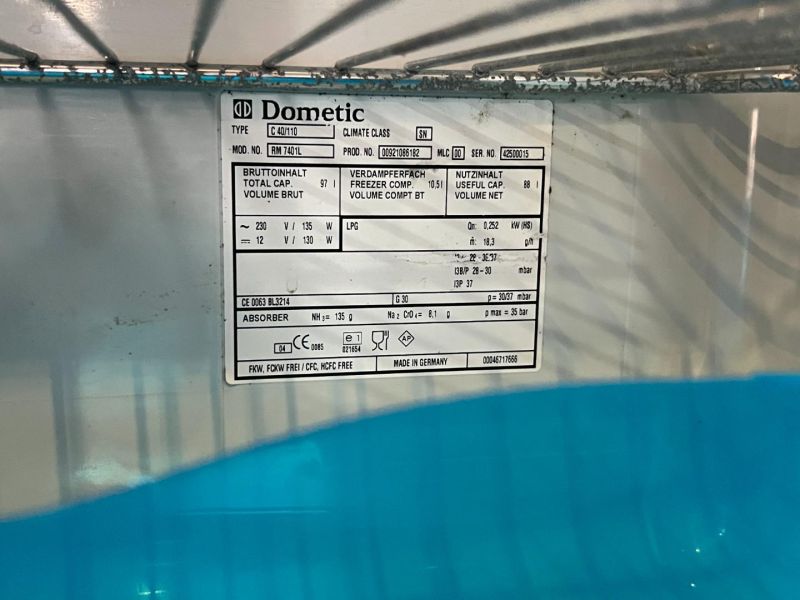 Dometic
TYPE C 40/110 CLIMATE CLASS SN
MOD. NO. RM 7401L PROD. NO. 00921086182 MLC 00 SER. NO. 42500015
BRUTTOINHALT VERDAMPFERFACH NUTZINHALT
TOTAL CAP. 97 l FREEZER COMP. 10,5 l USEFUL CAP. 88 l
VOLUME BRUT VOLUME COMPT BT VOLUME NET
~ 230 V / 135 W LPG Qn: 0,252 kW (HS)
⎓ 12 V / 130 W ṁ: 18,3 g/h
28 - 30/37
I3B/P 28-30 mbar
I3P 37
CE 0063 BL3214 G 30 p = 30/37 mbar
ABSORBER NH3 = 135 g Na2 CrO4 = 8,1 g p max = 35 bar
04 CE 0085 e1 AP
021654
FKW, FCKW FREI / CFC, HCFC FREE MADE IN GERMANY 00046717666